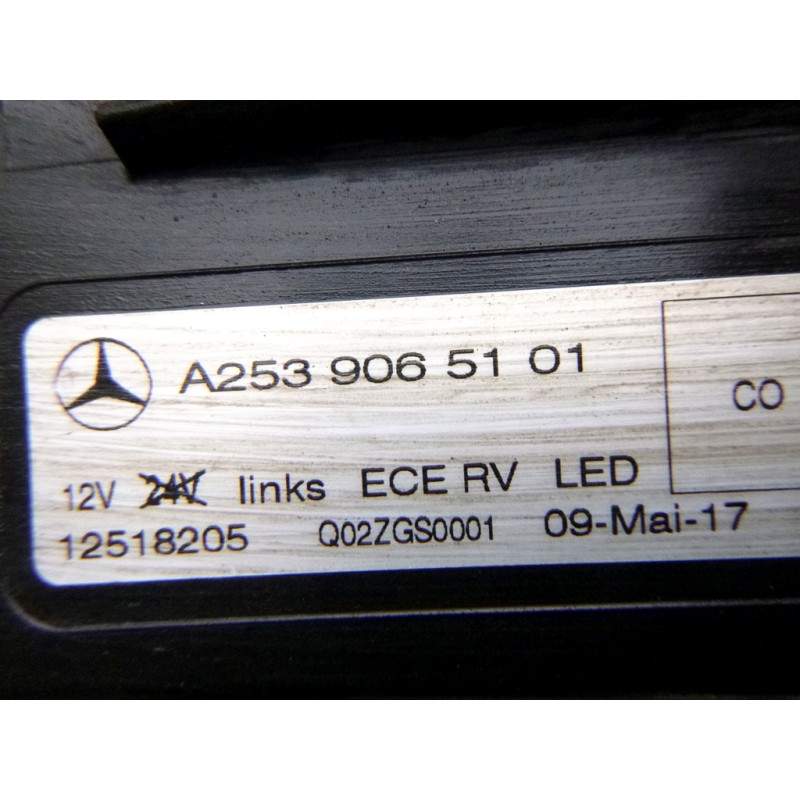 A253 906 51 01
CO
12V 24V links ECE RV LED
12518205 Q02ZGS0001 09-Mai-17